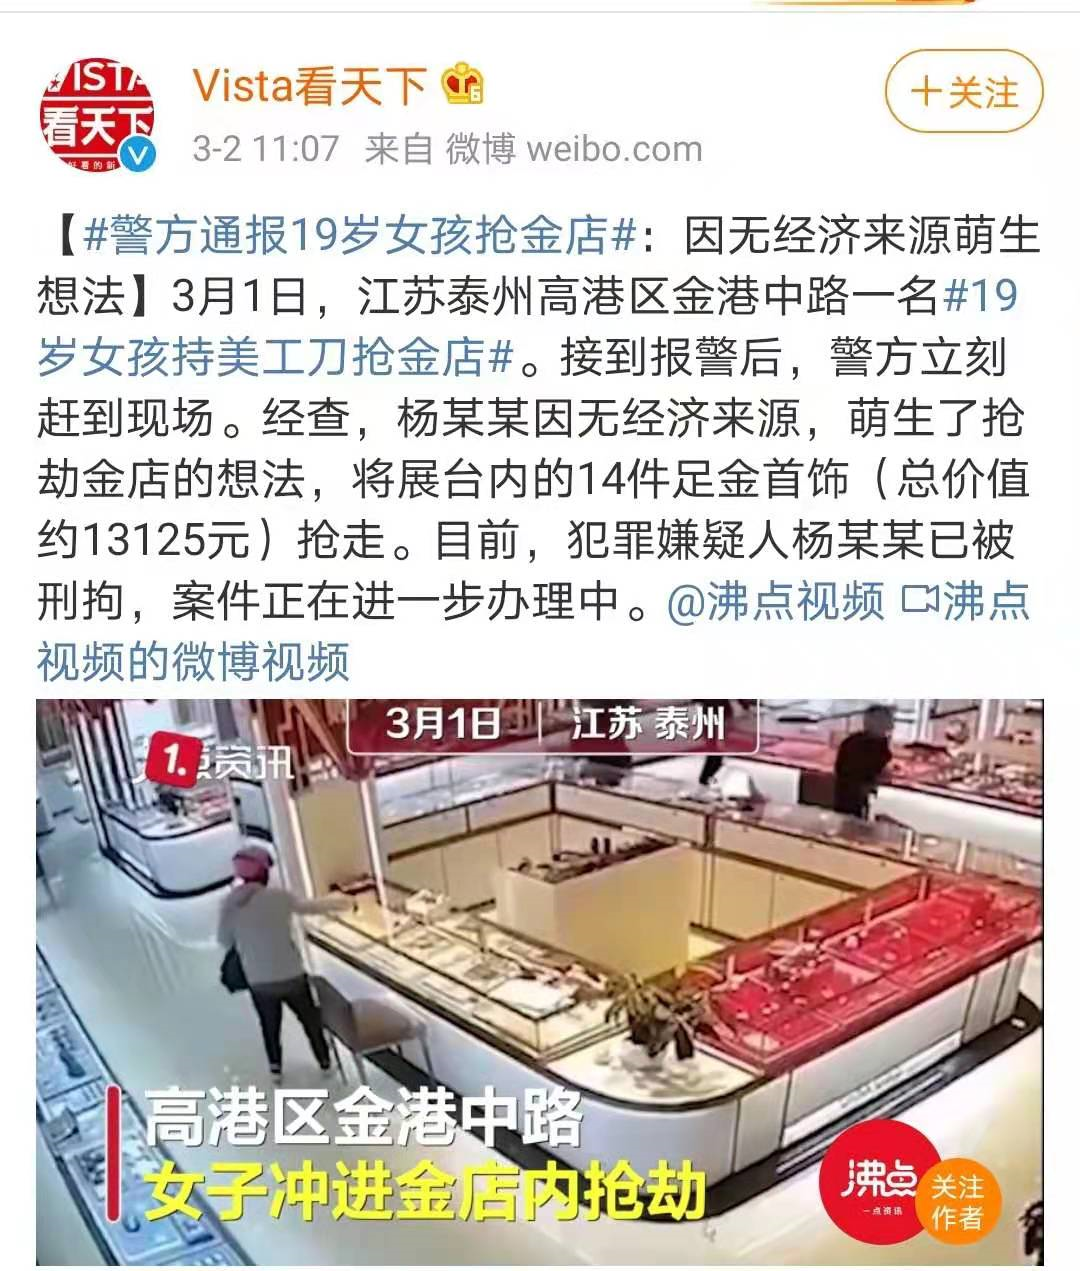 VISTA
看天下
Vista看天下
6
+关注
3-2 11:07 来自 微博 weibo.com
【#警方通报19岁女孩抢金店#：因无经济来源萌生
想法】3月1日，江苏泰州高港区金港中路一名#19
岁女孩持美工刀抢金店#。接到报警后，警方立刻
赶到现场。经查，杨某某因无经济来源，萌生了抢
劫金店的想法，将展台内的14件足金首饰（总价值
约13125元）抢走。目前，犯罪嫌疑人杨某某已被
刑拘，案件正在进一步办理中。@沸点视频 沸点
视频的微博视频
3月1日 | 江苏 泰州
1.点资讯
高港区金港中路
女子冲进金店内抢劫
沸点
一点资讯
关注
作者